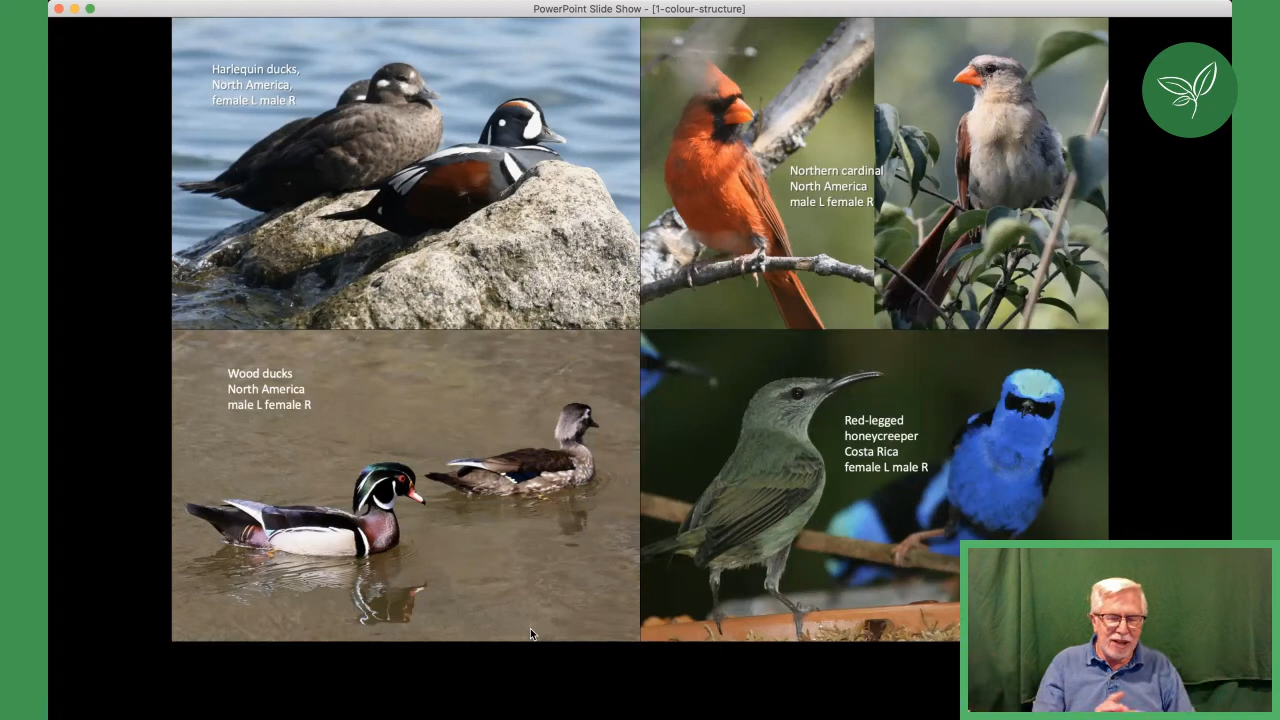 PowerPoint Slide Show - [1-colour-structure]
Harlequin ducks,
North America,
female L male R
Northern cardinal
North America
male L female R
Wood ducks
North America
male L female R
Red-legged
honeycreeper
Costa Rica
female L male R